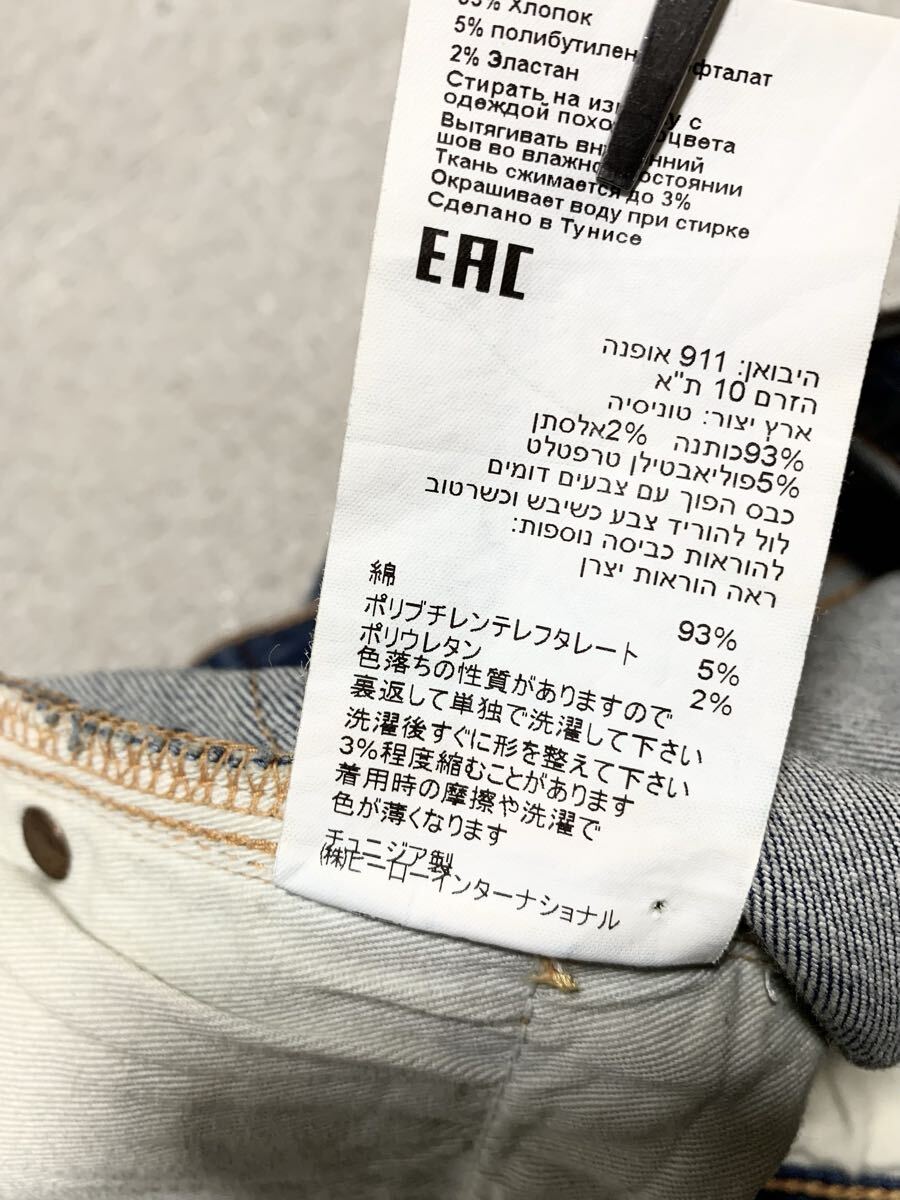 93% Хлопок
5% полибутилен
2% Эластан
Стирать на с
одеждой
Вытягивать
шов во влажно
Ткань сжимается до 3%
Окрашивает воду при стирке
Сделано в Тунисе
EAC
היבואן: 911 אופנה
הזרם 10 ת"א
ארץ יצור: טוניסיה
93%כותנה 2%אלסתן
5%פוליאבטילן טרפטלט
כבס הפוך עם צבעים דומים
לול להוריד צבע כשיבש וכשרטוב
להוראות כביסה נוספות:
ראה הוראות יצרן
綿 93%
ポリブチレンテレフタレート 5%
ポリウレタン 2%
色落ちの性質がありますので
裏返して単独で洗濯して下さい
洗濯後すぐに形を整えて下さい
3%程度縮むことがあります
着用時の摩擦や洗濯で
色が薄くなります
チュニジア製
(株)ビーローインターナショナル